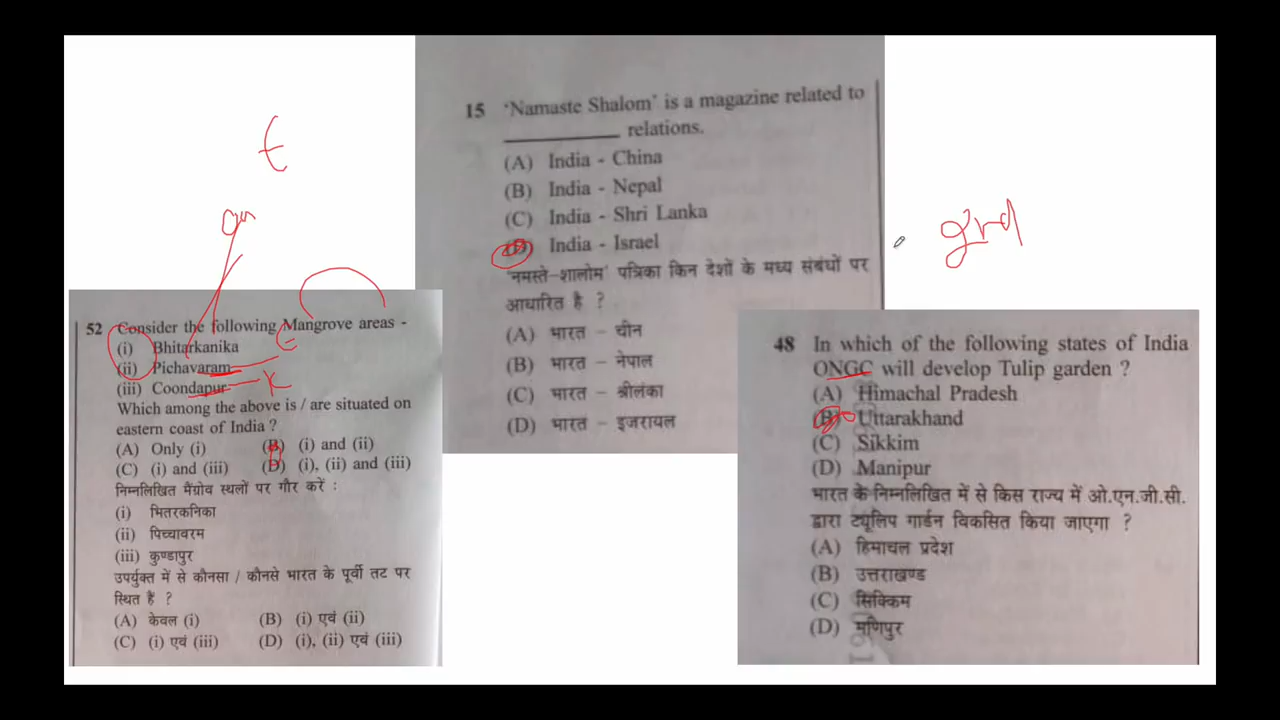 15 'Namaste Shalom' is a magazine related to
__________ relations.
(A) India - China
(B) India - Nepal
(C) India - Shri Lanka
(D) India - Israel
'नमस्ते-शालोम' पत्रिका किन देशों के मध्य संबंधों पर
आधारित है ?
(A) भारत - चीन
(B) भारत - नेपाल
(C) भारत - श्रीलंका
(D) भारत - इजरायल
52 Consider the following Mangrove areas -
(i) Bhitarkanika
(ii) Pichavaram
(iii) Coondapur
Which among the above is / are situated on
eastern coast of India ?
(A) Only (i) (B) (i) and (ii)
(C) (i) and (iii) (D) (i), (ii) and (iii)
निम्नलिखित मैंग्रोव स्थलों पर गौर करें :
(i) भितरकनिका
(ii) पिच्चावरम
(iii) कुण्डापुर
उपर्युक्त में से कौनसा / कौनसे भारत के पूर्वी तट पर
स्थित हैं ?
(A) केवल (i) (B) (i) एवं (ii)
(C) (i) एवं (iii) (D) (i), (ii) एवं (iii)
48 In which of the following states of India
ONGC will develop Tulip garden ?
(A) Himachal Pradesh
(B) Uttarakhand
(C) Sikkim
(D) Manipur
भारत के निम्नलिखित में से किस राज्य में ओ.एन.जी.सी.
द्वारा ट्यूलिप गार्डन विकसित किया जाएगा ?
(A) हिमाचल प्रदेश
(B) उत्तराखण्ड
(C) सिक्किम
(D) मणिपुर